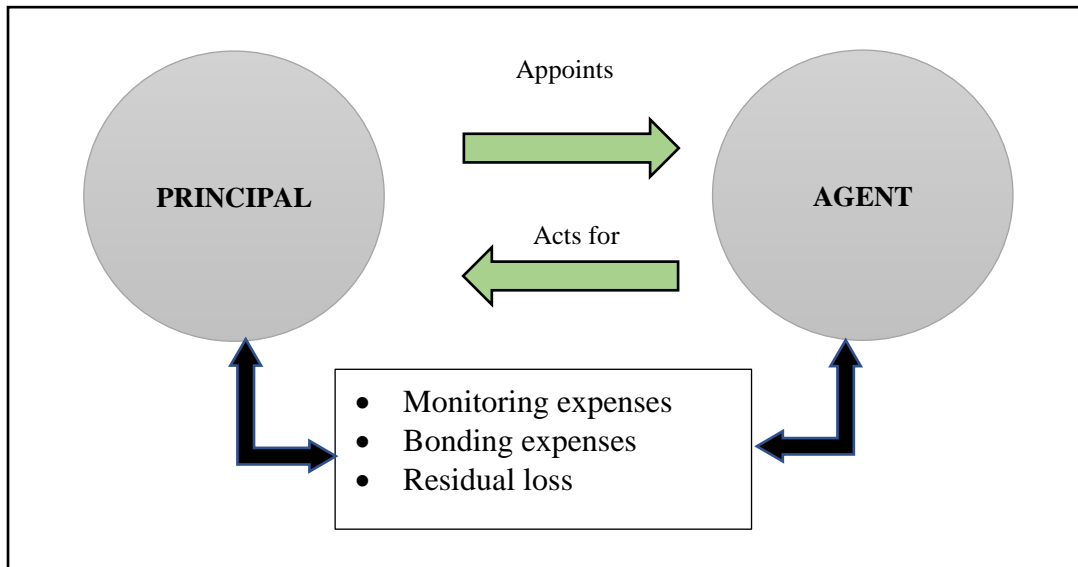 Appoints
PRINCIPAL
AGENT
Acts for
• Monitoring expenses
• Bonding expenses
• Residual loss